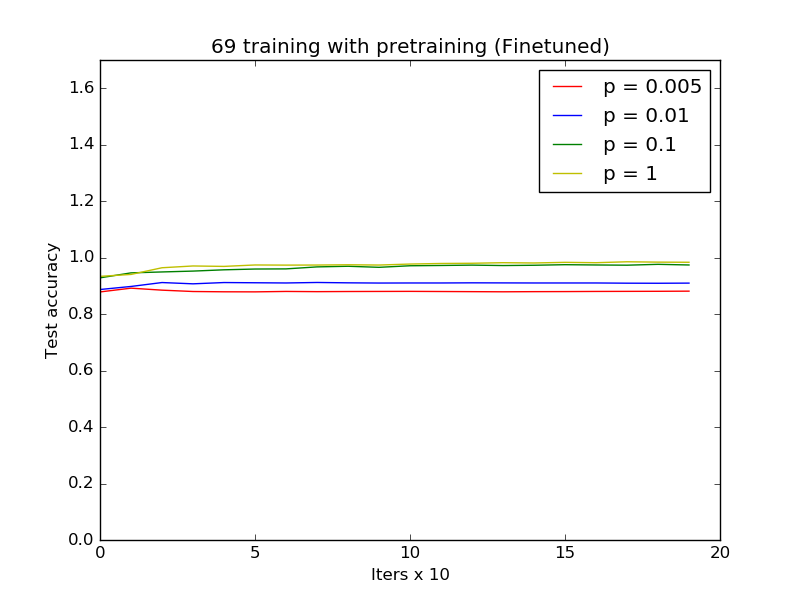 69 training with pretraining (Finetuned)
p = 0.005
p = 0.01
p = 0.1
p = 1
1.6
1.4
1.2
1.0
0.8
0.6
0.4
0.2
0.0
Test accuracy
0 5 10 15 20
Iters x 10